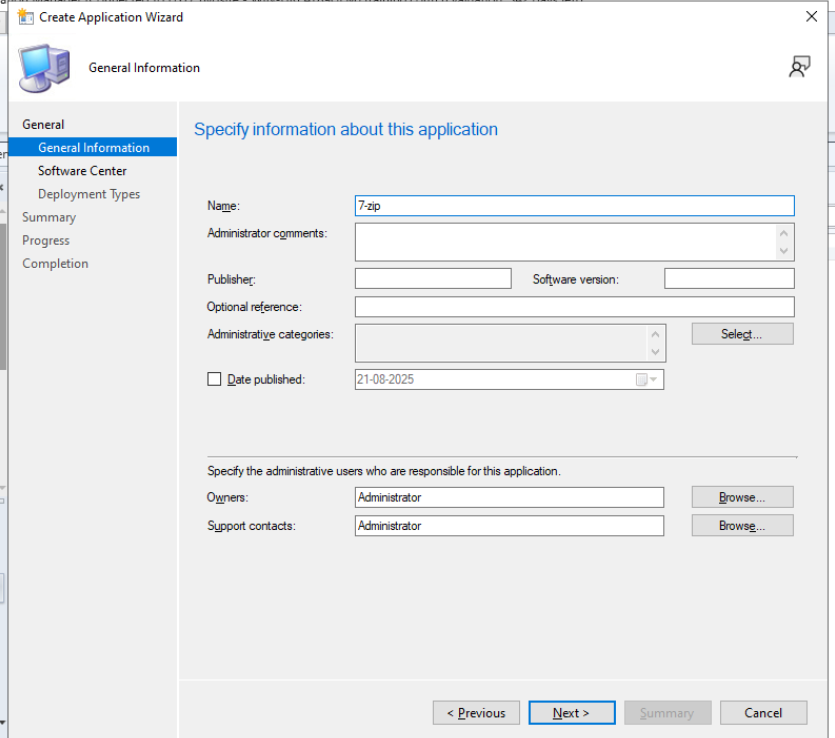 Create Application Wizard
General Information
General
General Information
Software Center
Deployment Types
Summary
Progress
Completion
Specify information about this application
Name: 7-zip
Administrator comments:
Publisher: Software version:
Optional reference:
Administrative categories: Select...
Date published: 21-08-2025
Specify the administrative users who are responsible for this application.
Owners: Administrator Browse...
Support contacts: Administrator Browse...
< Previous Next > Summary Cancel